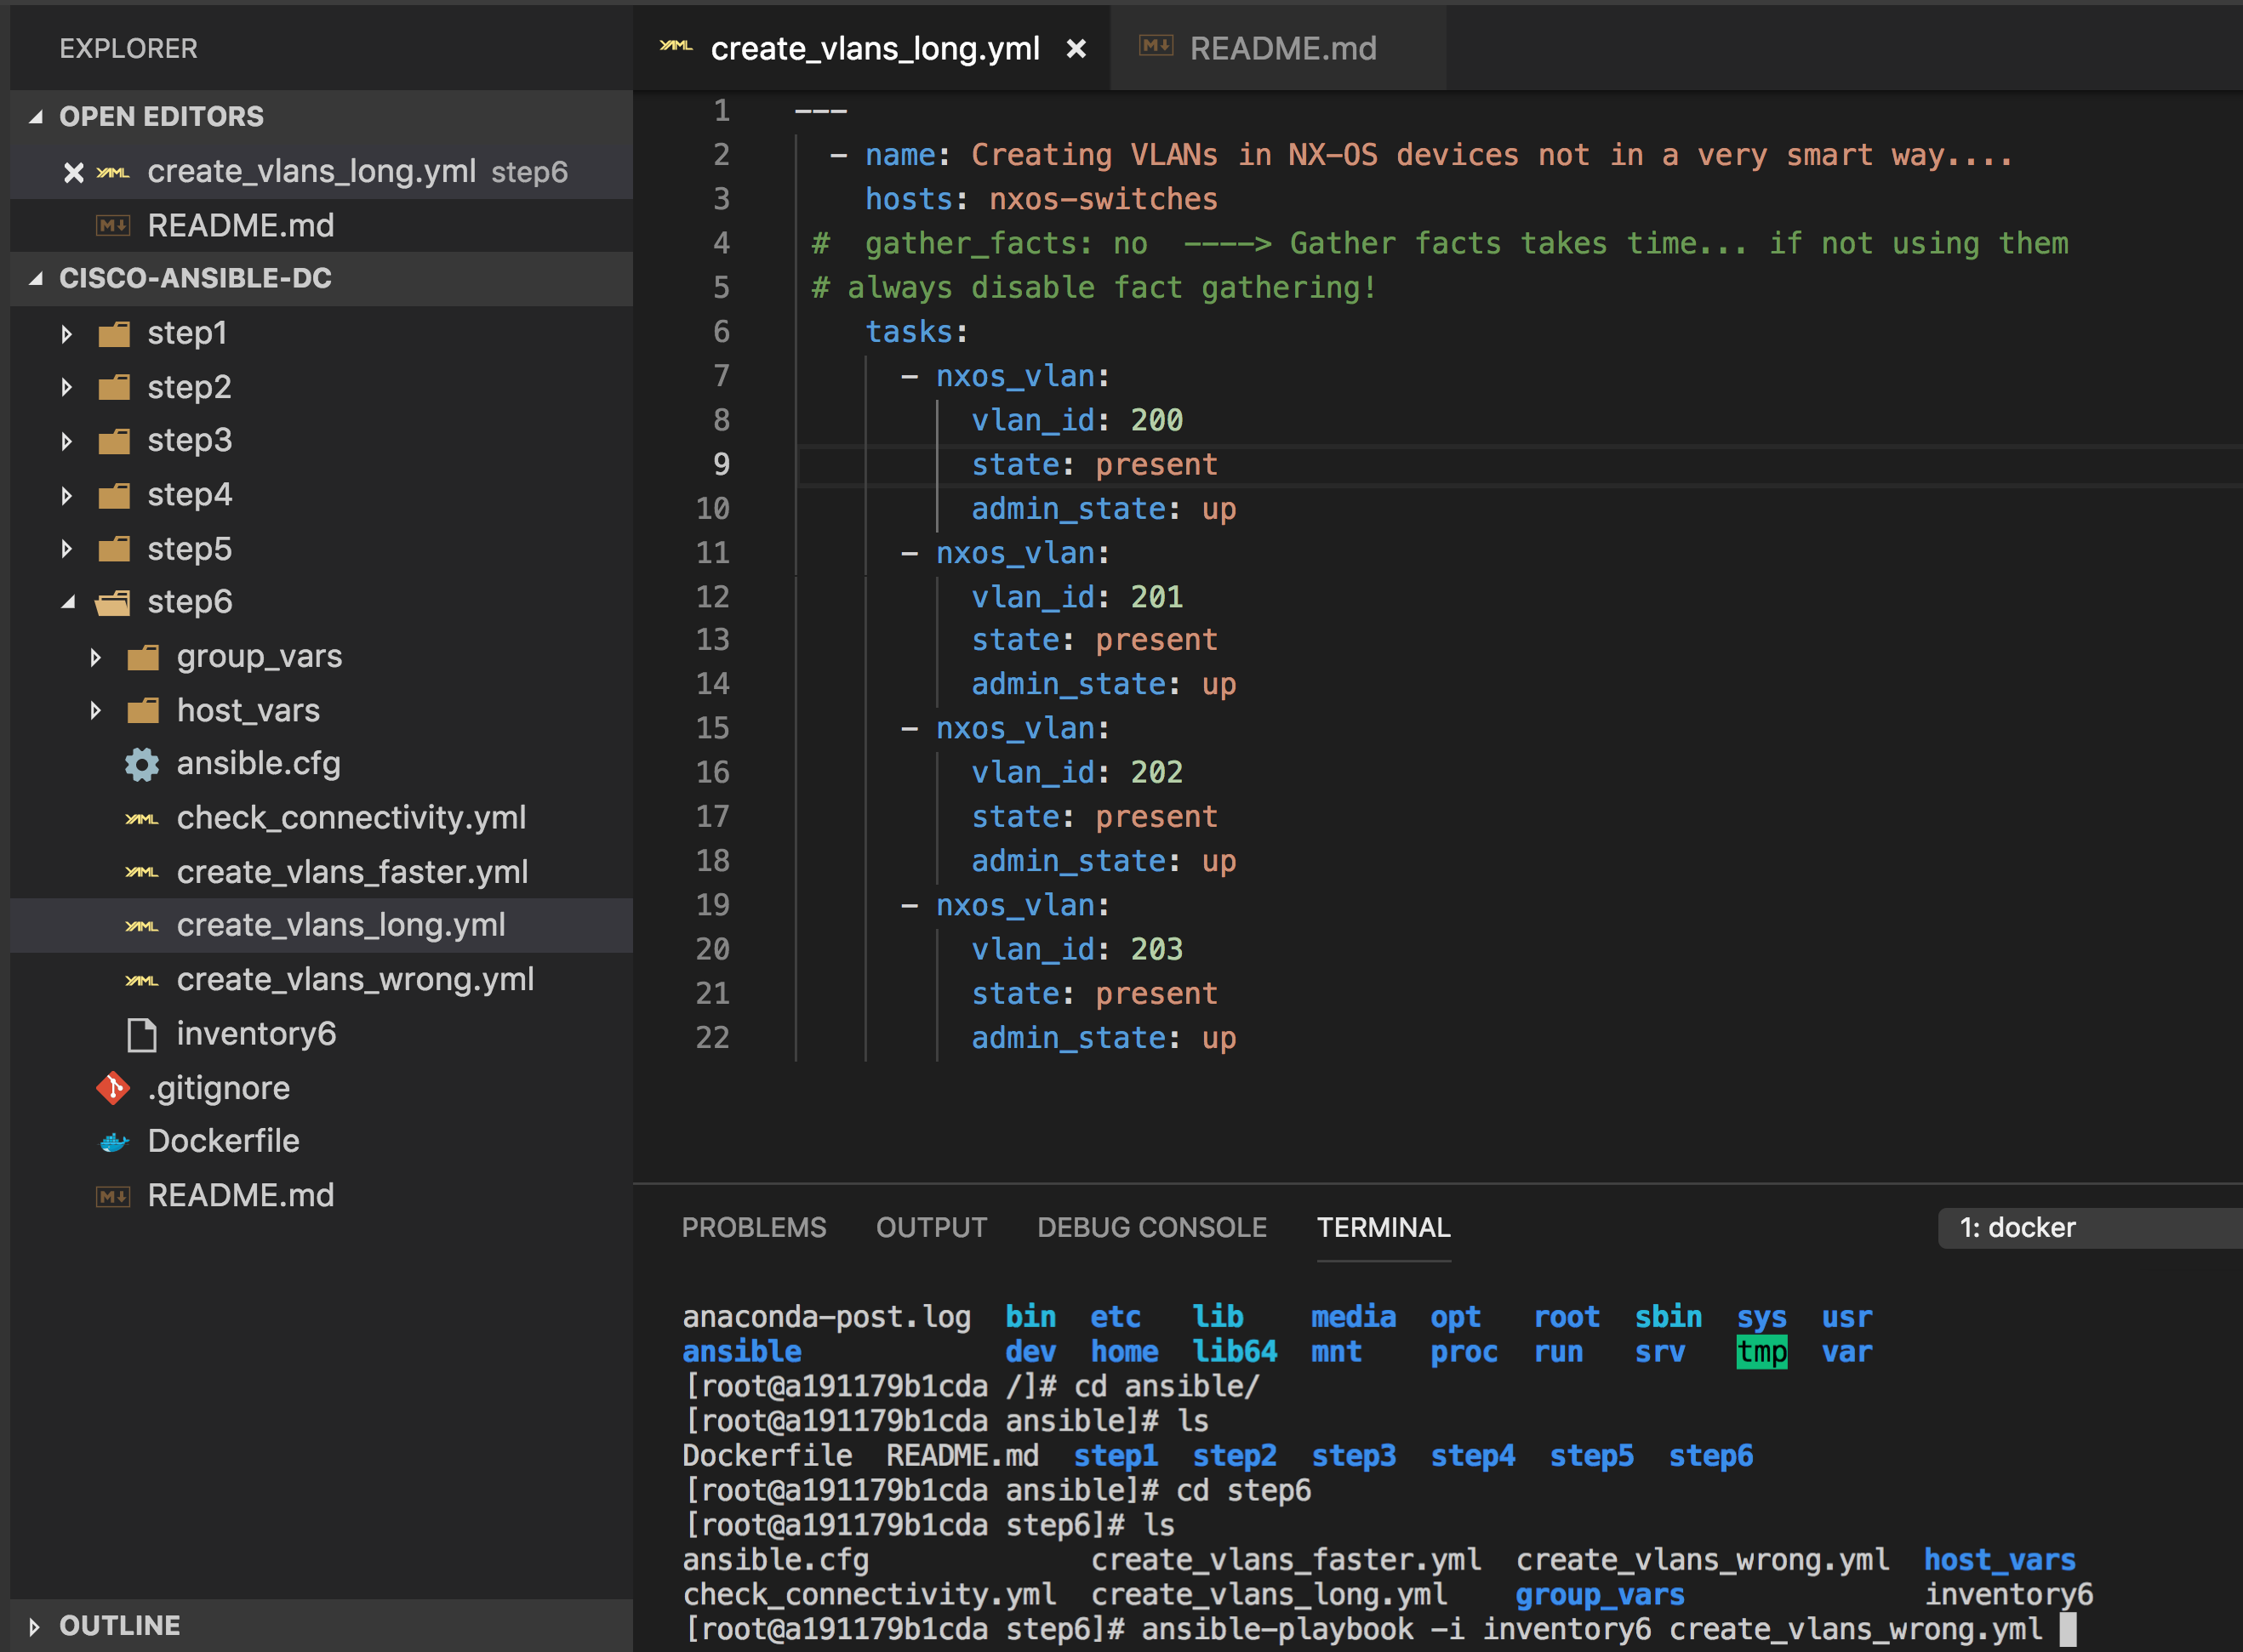 EXPLORER
OPEN EDITORS
create_vlans_long.yml step6
README.md
CISCO-ANSIBLE-DC
step1
step2
step3
step4
step5
step6
group_vars
host_vars
ansible.cfg
check_connectivity.yml
create_vlans_faster.yml
create_vlans_long.yml
create_vlans_wrong.yml
inventory6
.gitignore
Dockerfile
README.md
OUTLINE
create_vlans_long.yml README.md
1 ---
2 - name: Creating VLANs in NX-OS devices not in a very smart way....
3 hosts: nxos-switches
4 # gather_facts: no ----> Gather facts takes time... if not using them
5 # always disable fact gathering!
6 tasks:
7 - nxos_vlan:
8 vlan_id: 200
9 state: present
10 admin_state: up
11 - nxos_vlan:
12 vlan_id: 201
13 state: present
14 admin_state: up
15 - nxos_vlan:
16 vlan_id: 202
17 state: present
18 admin_state: up
19 - nxos_vlan:
20 vlan_id: 203
21 state: present
22 admin_state: up
PROBLEMS OUTPUT DEBUG CONSOLE TERMINAL 1: docker
anaconda-post.log bin etc lib media opt root sbin sys usr
ansible dev home lib64 mnt proc run srv tmp var
[root@a191179b1cda /]# cd ansible/
[root@a191179b1cda ansible]# ls
Dockerfile README.md step1 step2 step3 step4 step5 step6
[root@a191179b1cda ansible]# cd step6
[root@a191179b1cda step6]# ls
ansible.cfg create_vlans_faster.yml create_vlans_wrong.yml host_vars
check_connectivity.yml create_vlans_long.yml group_vars inventory6
[root@a191179b1cda step6]# ansible-playbook -i inventory6 create_vlans_wrong.yml